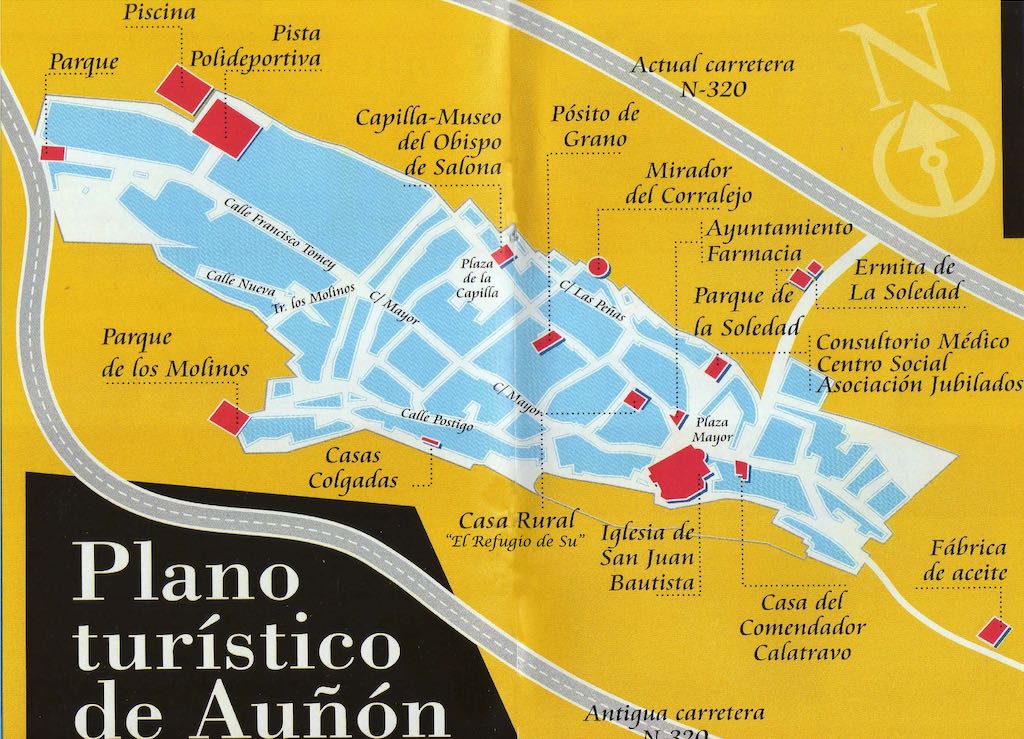 Piscina
Pista
Polideportiva
Parque
Actual carretera
N-320
N
Capilla-Museo
del Obispo
de Salona
Pósito de
Grano
Mirador
del Corralejo
Ayuntamiento
Farmacia
Ermita de
La Soledad
Parque de
la Soledad
Consultorio Médico
Centro Social
Asociación Jubilados
Calle Francisco Tomey
Plaza
de la
Capilla
Calle Nueva
Tr. los Molinos
C/ Mayor
C/ Las Peñas
Parque
de los Molinos
C/ Mayor
Calle Postigo
Plaza
Mayor
Casas
Colgadas
Casa Rural
"El Refugio de Su"
Iglesia de
San Juan
Bautista
Casa del
Comendador
Calatravo
Fábrica
de aceite
Plano
turístico
de Auñón
Antigua carretera
N-320